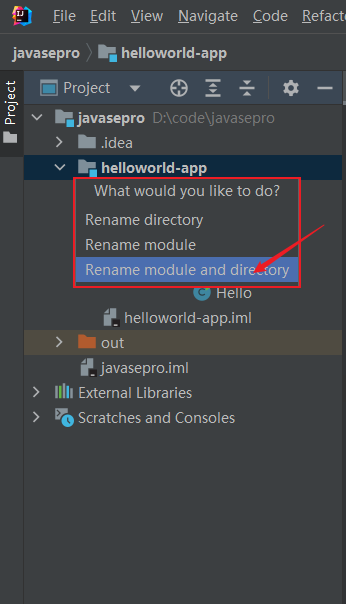 IJ
File Edit View Navigate Code Refacto
javasepro helloworld-app
Project
Project
javasepro D:\code\javasepro
.idea
helloworld-app
What would you like to do?
Rename directory
Rename module
Rename module and directory
C Hello
helloworld-app.iml
out
javasepro.iml
External Libraries
Scratches and Consoles